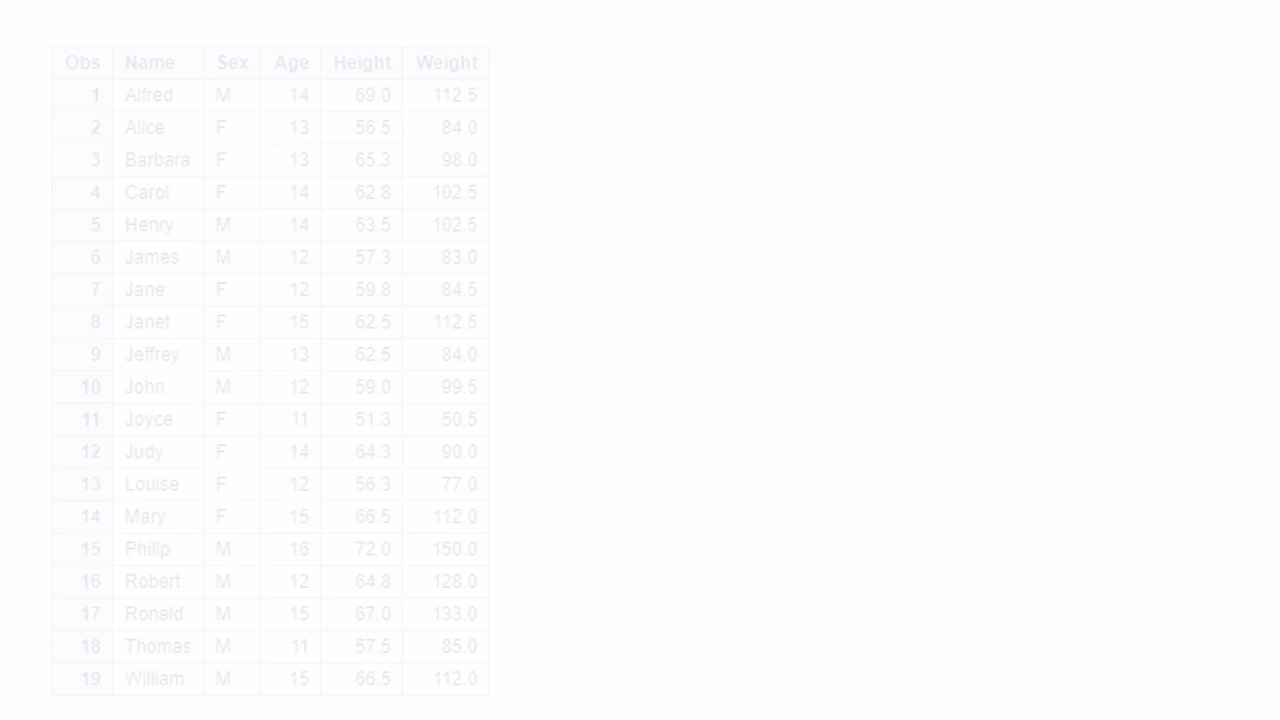 Obs Name Sex Age Height Weight
1 Alfred M 14 69.0 112.5
2 Alice F 13 56.5 84.0
3 Barbara F 13 65.3 98.0
4 Carol F 14 62.8 102.5
5 Henry M 14 63.5 102.5
6 James M 12 57.3 83.0
7 Jane F 12 59.8 84.5
8 Janet F 15 62.5 112.5
9 Jeffrey M 13 62.5 84.0
10 John M 12 59.0 99.5
11 Joyce F 11 51.3 50.5
12 Judy F 14 64.3 90.0
13 Louise F 12 56.3 77.0
14 Mary F 15 66.5 112.0
15 Philip M 16 72.0 150.0
16 Robert M 12 64.8 128.0
17 Ronald M 15 67.0 133.0
18 Thomas M 11 57.5 85.0
19 William M 15 66.5 112.0